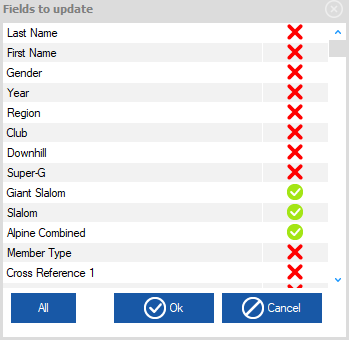 Fields to update
Last Name
First Name
Gender
Year
Region
Club
Downhill
Super-G
Giant Slalom
Slalom
Alpine Combined
Member Type
Cross Reference 1
All Ok Cancel